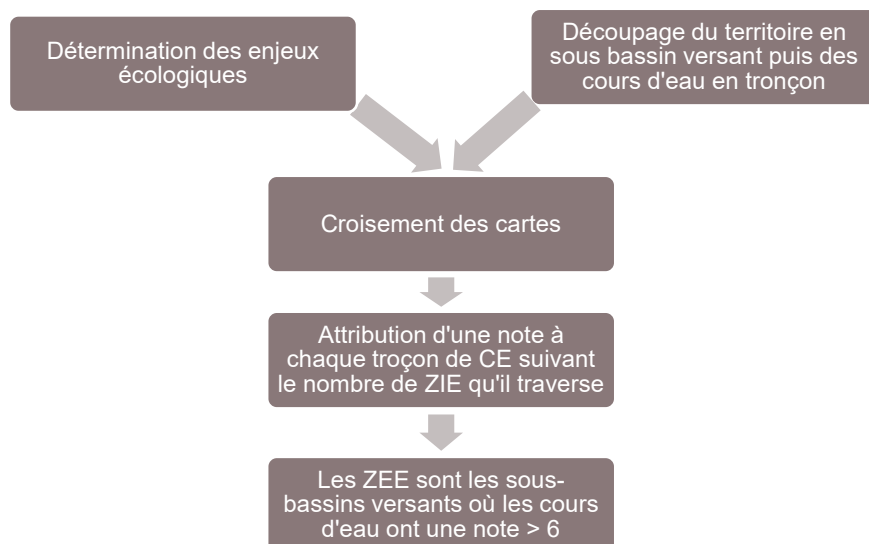 Détermination des enjeux
écologiques
Découpage du territoire en
sous bassin versant puis des
cours d'eau en tronçon
Croisement des cartes
Attribution d'une note à
chaque troçon de CE suivant
le nombre de ZIE qu'il traverse
Les ZEE sont les sous-
bassins versants où les cours
d'eau ont une note > 6